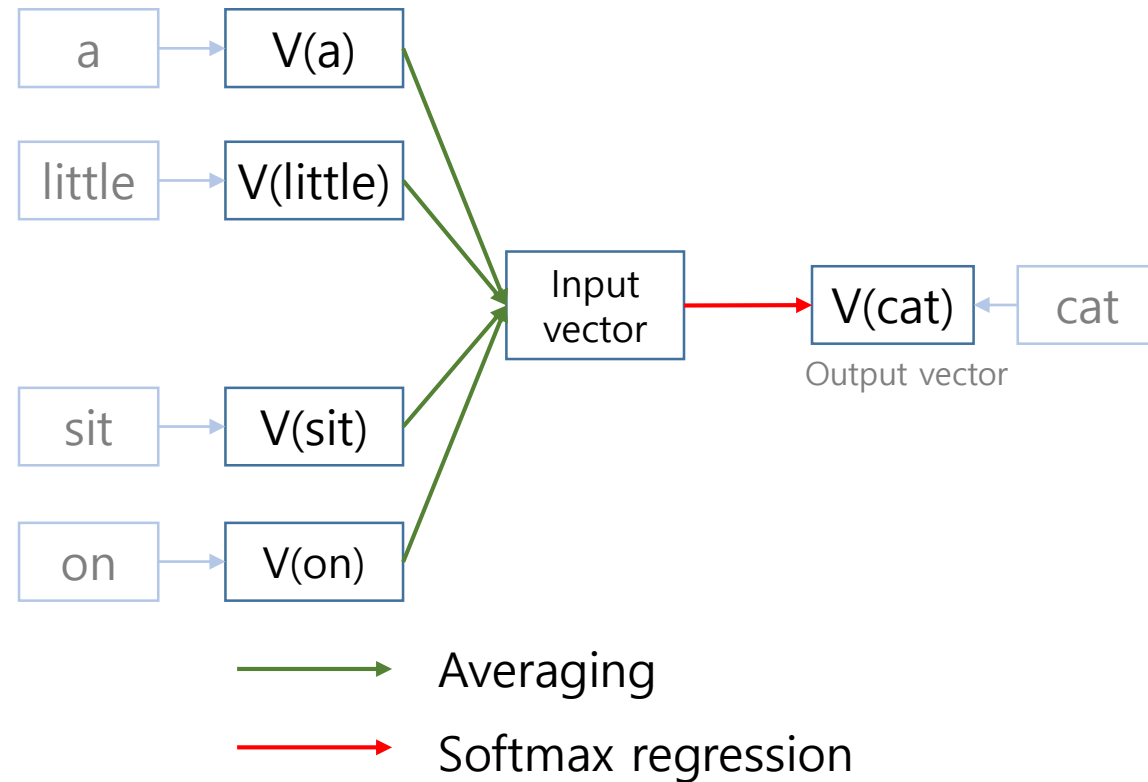 a
V(a)
little
V(little)
Input
vector
V(cat)
cat
Output vector
sit
V(sit)
on
V(on)
Averaging
Softmax regression